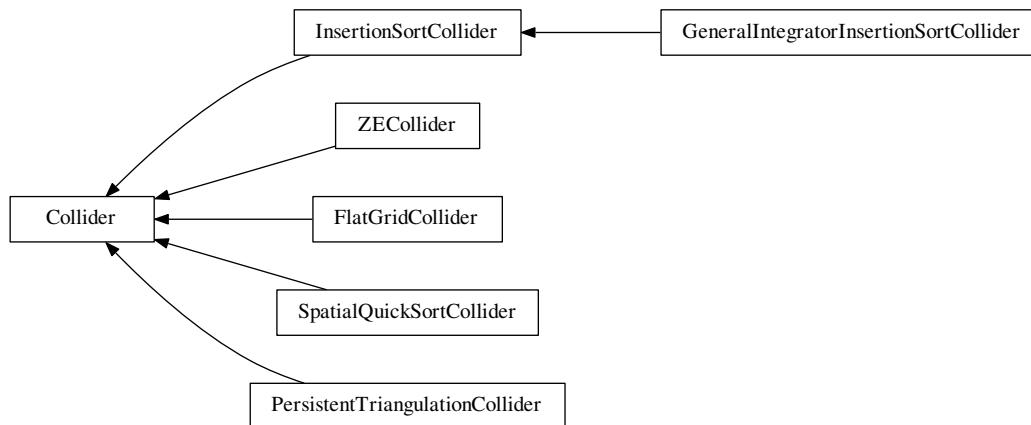 InsertionSortCollider
GeneralIntegratorInsertionSortCollider
ZECollider
Collider
FlatGridCollider
SpatialQuickSortCollider
PersistentTriangulationCollider